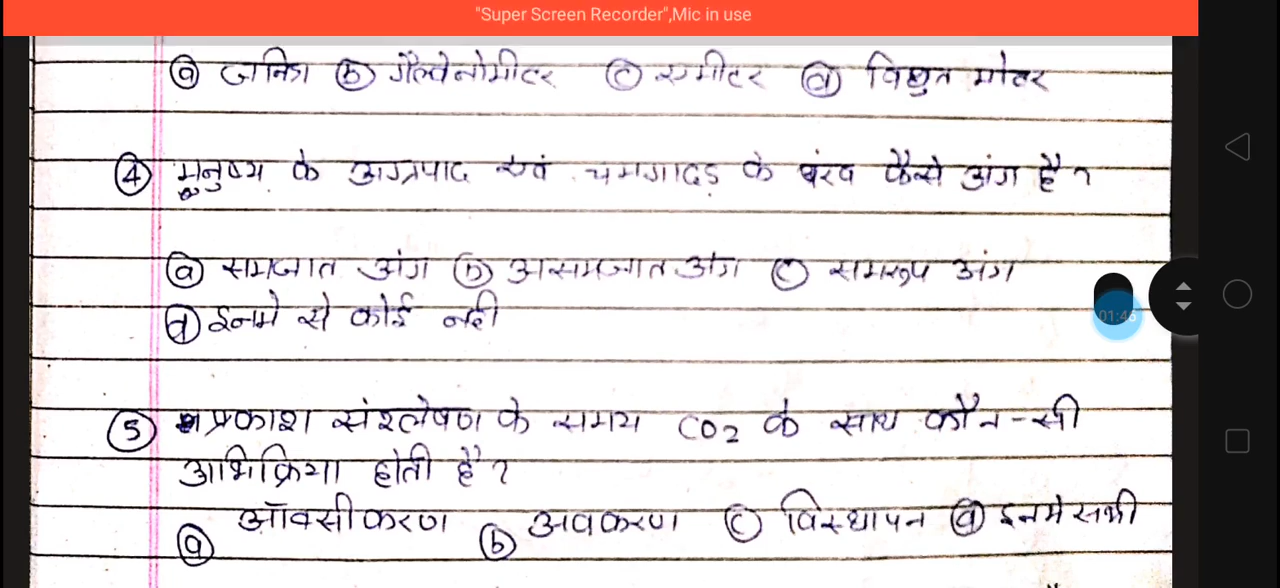 "Super Screen Recorder",Mic in use
(a) जनित्र (b) गैल्वेनोमीटर (c) एमीटर (d) विद्युत मोटर
(4) मनुष्य के अग्रपाद एवं चमगादड़ के पंख कैसे अंग है?
(a) समजात अंग (b) असमजात अंग (c) समरूप अंग
(d) इनमे से कोई नही
01:46
(5) प्रकाश संश्लेषण के समय CO2 के साथ कौन-सी
अभिक्रिया होती है?
(a) ऑक्सीकरण (b) अवकरण (c) विस्थापन (d) इनमे सभी